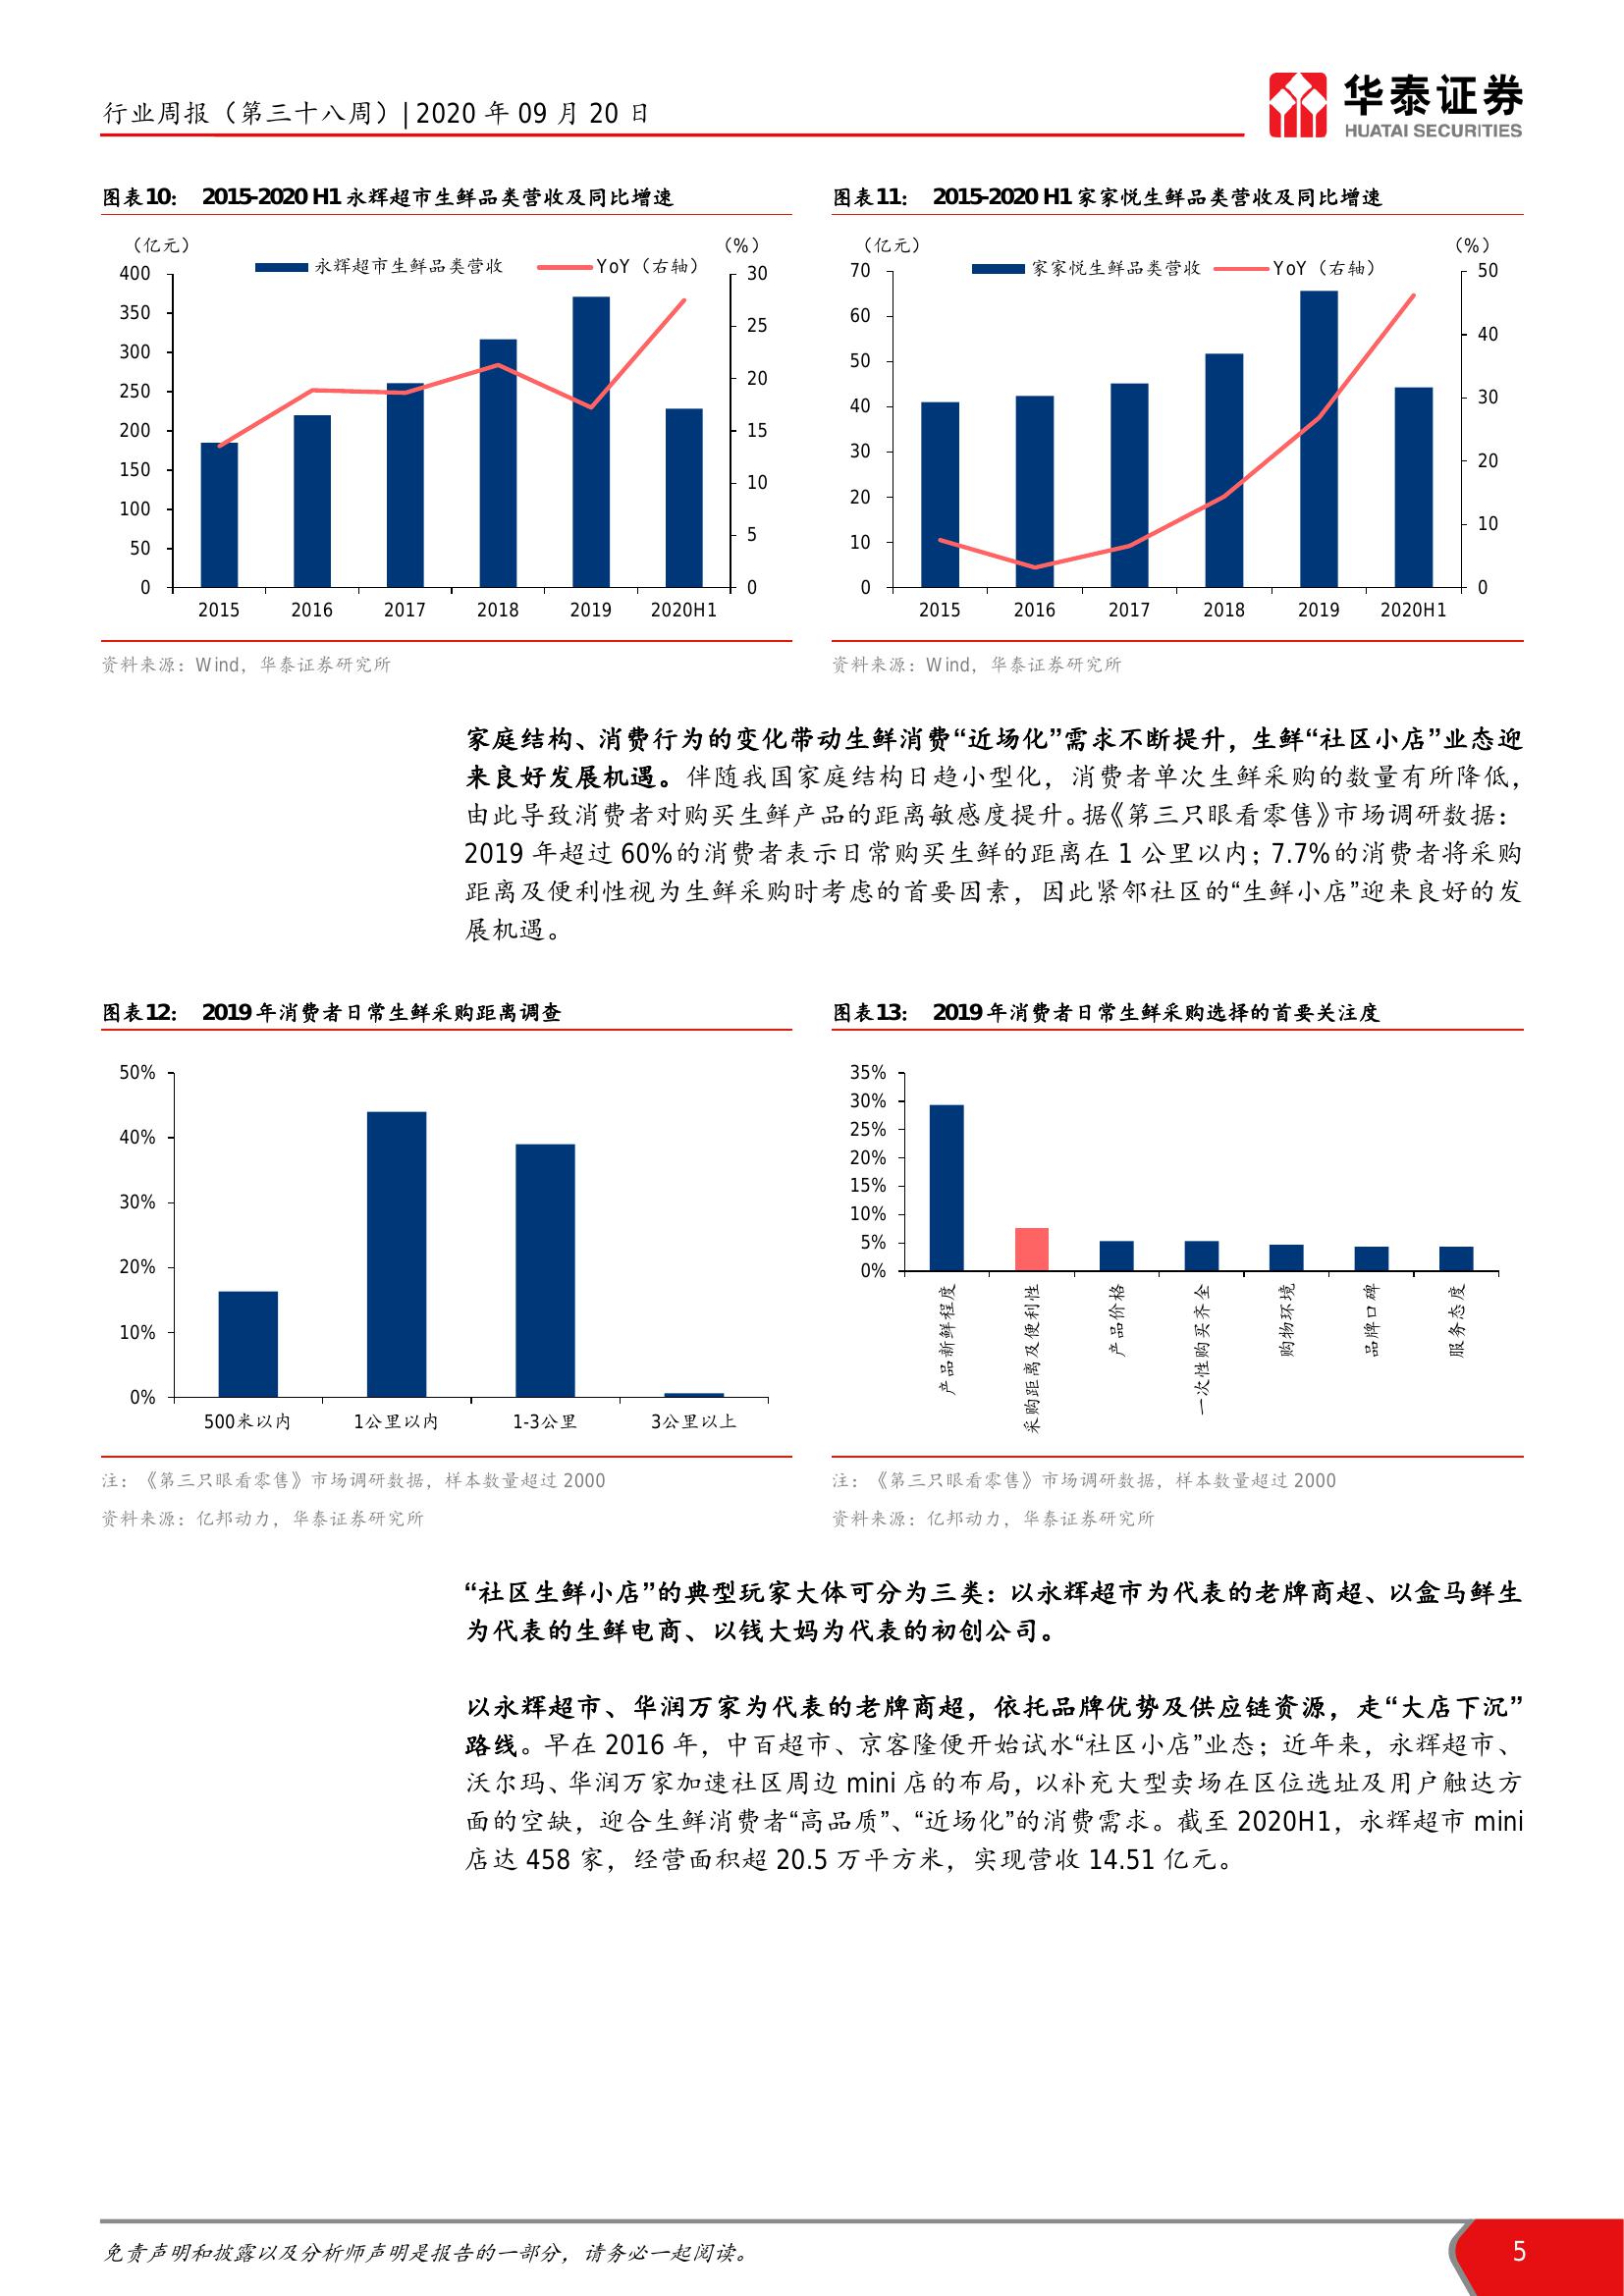 行业周报（第三十八周）| 2020 年 09 月 20 日
华泰证券
HUATAI SECURITIES
图表10： 2015-2020 H1 永辉超市生鲜品类营收及同比增速
（亿元）
（%）
永辉超市生鲜品类营收
YoY（右轴）
400
350
300
250
200
150
100
50
0
30
25
20
15
10
5
0
2015 2016 2017 2018 2019 2020H1
资料来源：Wind，华泰证券研究所
图表11： 2015-2020 H1 家家悦生鲜品类营收及同比增速
（亿元）
（%）
家家悦生鲜品类营收
YoY（右轴）
70
60
50
40
30
20
10
0
50
40
30
20
10
0
2015 2016 2017 2018 2019 2020H1
资料来源：Wind，华泰证券研究所
家庭结构、消费行为的变化带动生鲜消费“近场化”需求不断提升，生鲜“社区小店”业态迎
来良好发展机遇。伴随我国家庭结构日趋小型化，消费者单次生鲜采购的数量有所降低，
由此导致消费者对购买生鲜产品的距离敏感度提升。据《第三只眼看零售》市场调研数据：
2019 年超过 60%的消费者表示日常购买生鲜的距离在 1 公里以内；7.7%的消费者将采购
距离及便利性视为生鲜采购时考虑的首要因素，因此紧邻社区的“生鲜小店”迎来良好的发
展机遇。
图表12： 2019 年消费者日常生鲜采购距离调查
50%
40%
30%
20%
10%
0%
500米以内 1公里以内 1-3公里 3公里以上
注：《第三只眼看零售》市场调研数据，样本数量超过 2000
资料来源：亿邦动力，华泰证券研究所
图表13： 2019 年消费者日常生鲜采购选择的首要关注度
35%
30%
25%
20%
15%
10%
5%
0%
产品新鲜程度
采购距离及便利性
产品价格
一次性购买齐全
购物环境
品牌口碑
服务态度
注：《第三只眼看零售》市场调研数据，样本数量超过 2000
资料来源：亿邦动力，华泰证券研究所
“社区生鲜小店”的典型玩家大体可分为三类：以永辉超市为代表的老牌商超、以盒马鲜生
为代表的生鲜电商、以钱大妈为代表的初创公司。
以永辉超市、华润万家为代表的老牌商超，依托品牌优势及供应链资源，走“大店下沉”
路线。早在 2016 年，中百超市、京客隆便开始试水“社区小店”业态；近年来，永辉超市、
沃尔玛、华润万家加速社区周边 mini 店的布局，以补充大型卖场在区位选址及用户触达方
面的空缺，迎合生鲜消费者“高品质”、“近场化”的消费需求。截至 2020H1，永辉超市 mini
店达 458 家，经营面积超 20.5 万平方米，实现营收 14.51 亿元。
免责声明和披露以及分析师声明是报告的一部分，请务必一起阅读。
5